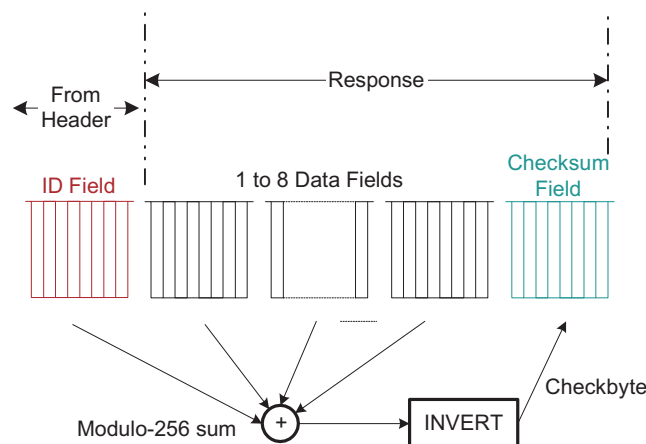 Response
From
Header
ID Field
1 to 8 Data Fields
Checksum
Field
+
Modulo-256 sum
INVERT
Checkbyte